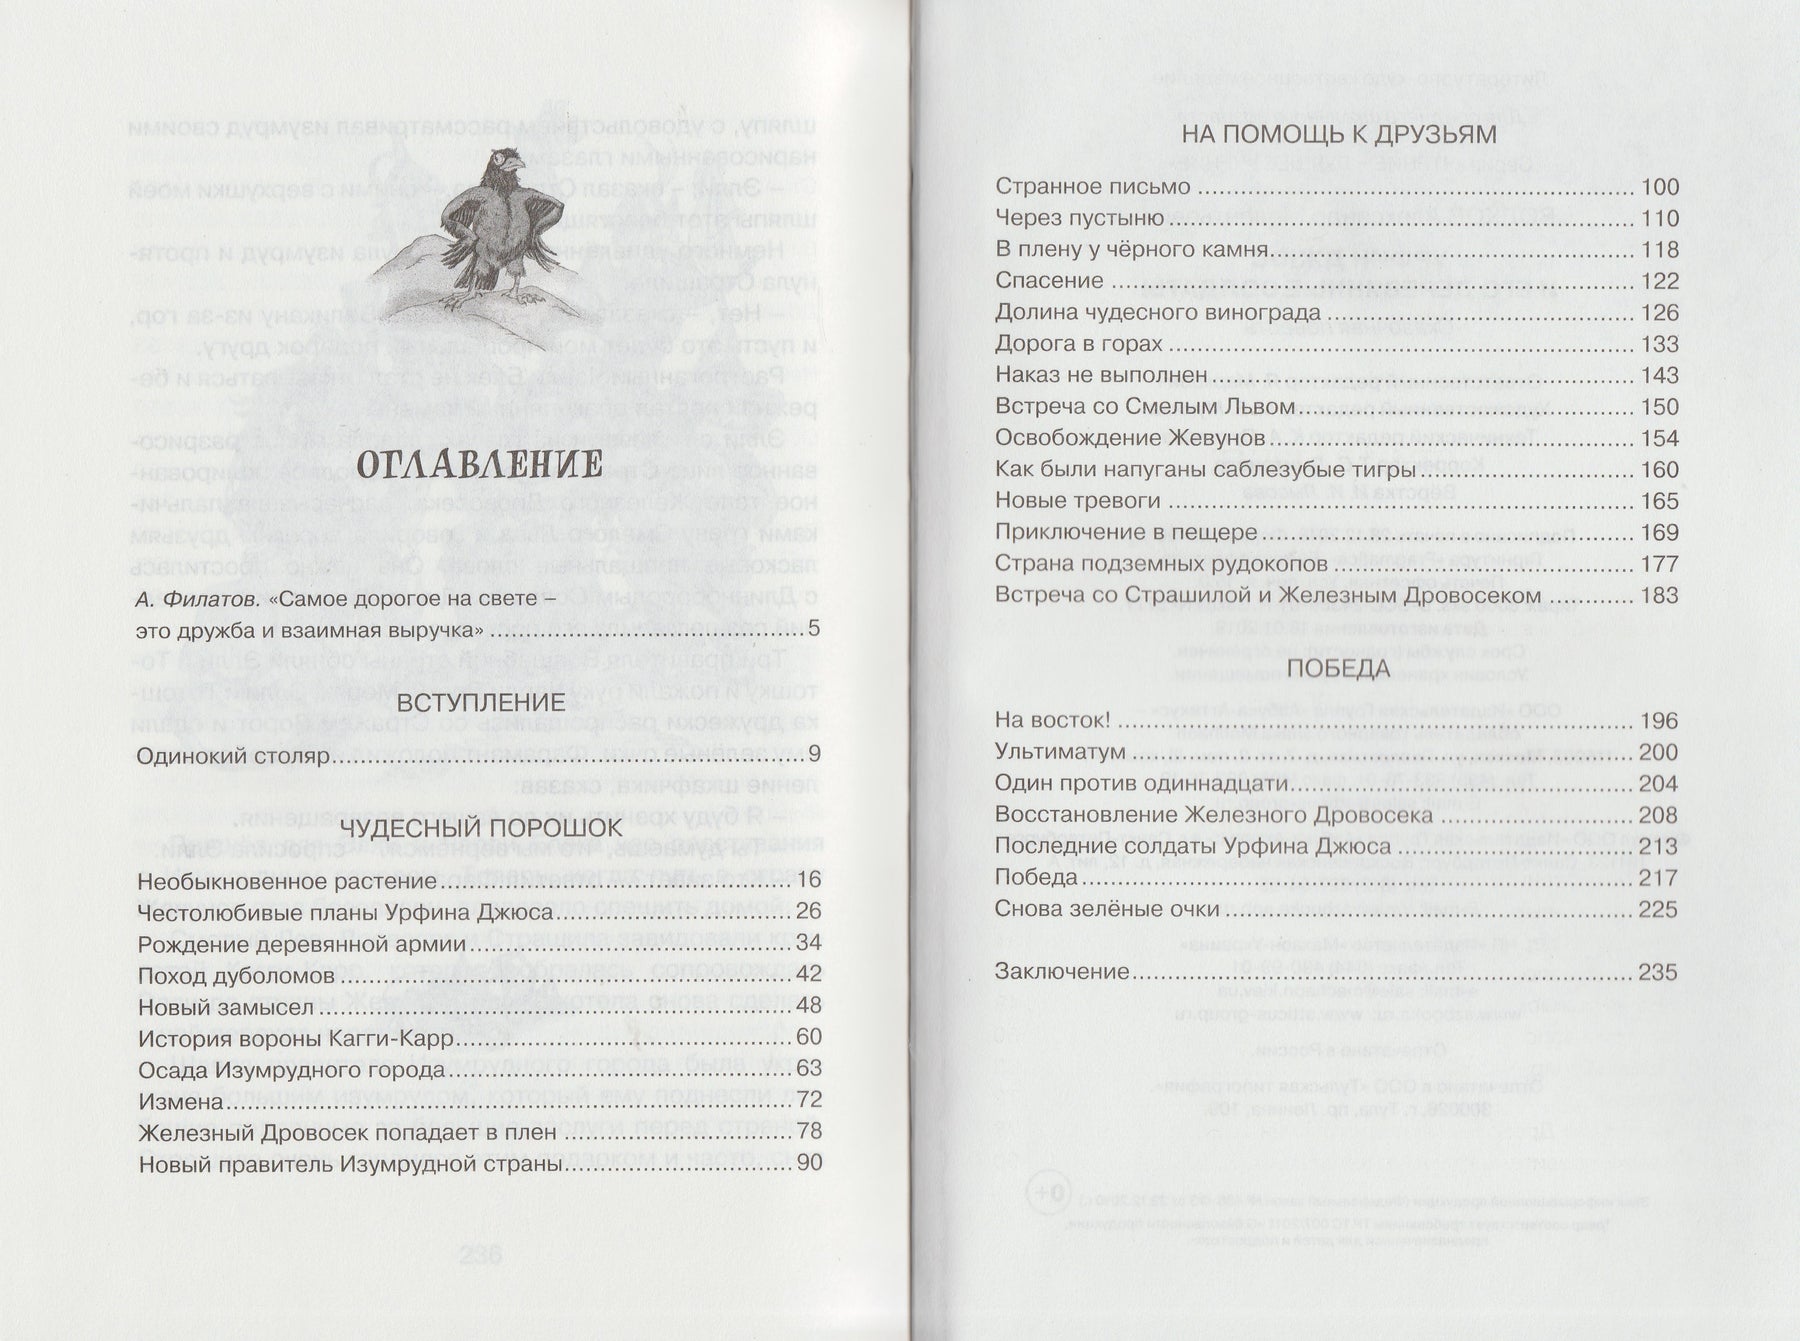 ОГЛАВЛЕНИЕ
А. Филатов. «Самое дорогое на свете –
это дружба и взаимная выручка» 5
ВСТУПЛЕНИЕ
Одинокий столяр 9
ЧУДЕСНЫЙ ПОРОШОК
Необыкновенное растение 16
Честолюбивые планы Урфина Джюса 26
Рождение деревянной армии 34
Поход дуболомов 42
Новый замысел 48
История вороны Кагги-Карр 60
Осада Изумрудного города 63
Измена 72
Железный Дровосек попадает в плен 78
Новый правитель Изумрудной страны 90
НА ПОМОЩЬ К ДРУЗЬЯМ
Странное письмо 100
Через пустыню 110
В плену у чёрного камня 118
Спасение 122
Долина чудесного винограда 126
Дорога в горах 133
Наказ не выполнен 143
Встреча со Смелым Львом 150
Освобождение Жевунов 154
Как были напуганы саблезубые тигры 160
Новые тревоги 165
Приключение в пещере 169
Страна подземных рудокопов 177
Встреча со Страшилой и Железным Дровосеком 183
ПОБЕДА
На восток! 196
Ультиматум 200
Один против одиннадцати 204
Восстановление Железного Дровосека 208
Последние солдаты Урфина Джюса 213
Победа 217
Снова зелёные очки 225
Заключение 235